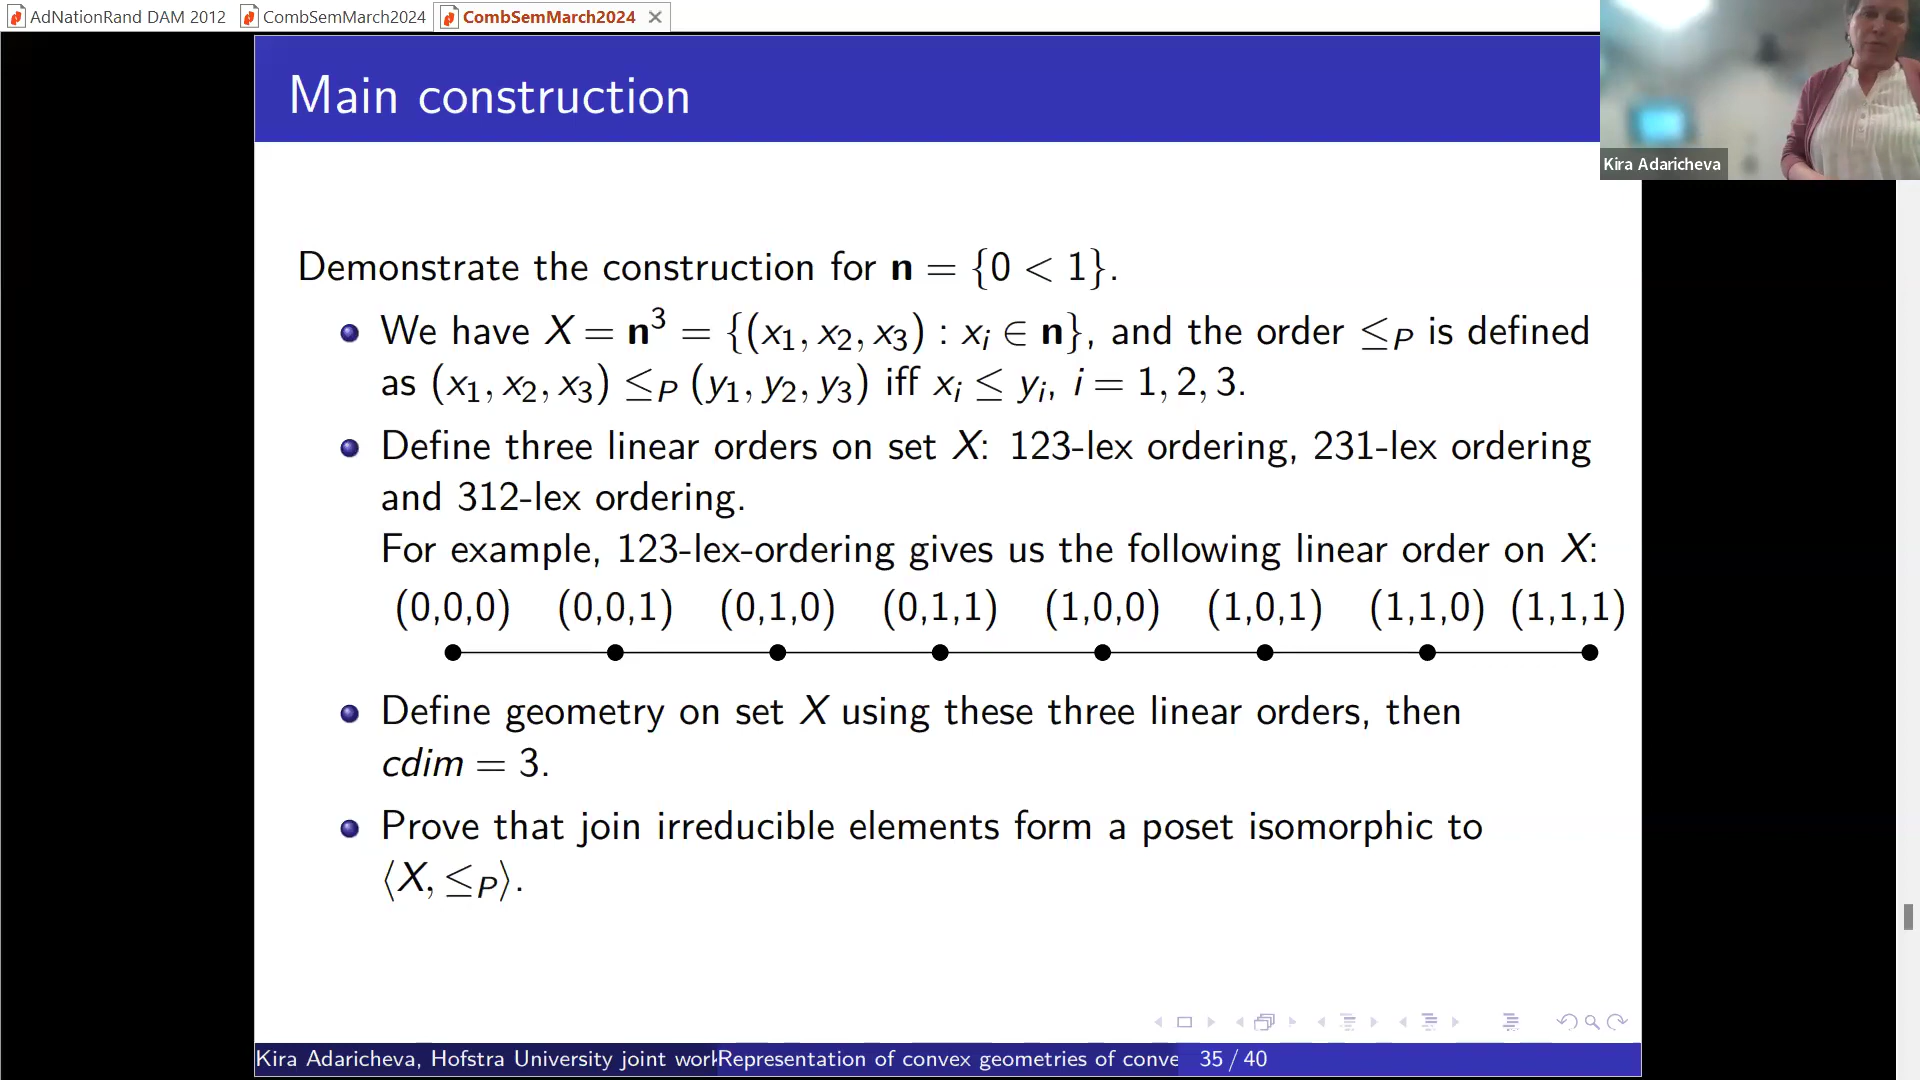 AdNationRand DAM 2012 CombSemMarch2024 CombSemMarch2024
Main construction
Kira Adaricheva
Demonstrate the construction for n = {0 < 1}.
We have X = n³ = {(x₁, x₂, x₃) : xᵢ ∈ n}, and the order ≤_P is defined
as (x₁, x₂, x₃) ≤_P (y₁, y₂, y₃) iff xᵢ ≤ yᵢ, i = 1, 2, 3.
Define three linear orders on set X: 123-lex ordering, 231-lex ordering
and 312-lex ordering.
For example, 123-lex-ordering gives us the following linear order on X:
(0,0,0) (0,0,1) (0,1,0) (0,1,1) (1,0,0) (1,0,1) (1,1,0) (1,1,1)
Define geometry on set X using these three linear orders, then
cdim = 3.
Prove that join irreducible elements form a poset isomorphic to
⟨X, ≤_P⟩.
Kira Adaricheva, Hofstra University joint work Representation of convex geometries of conve 35 / 40